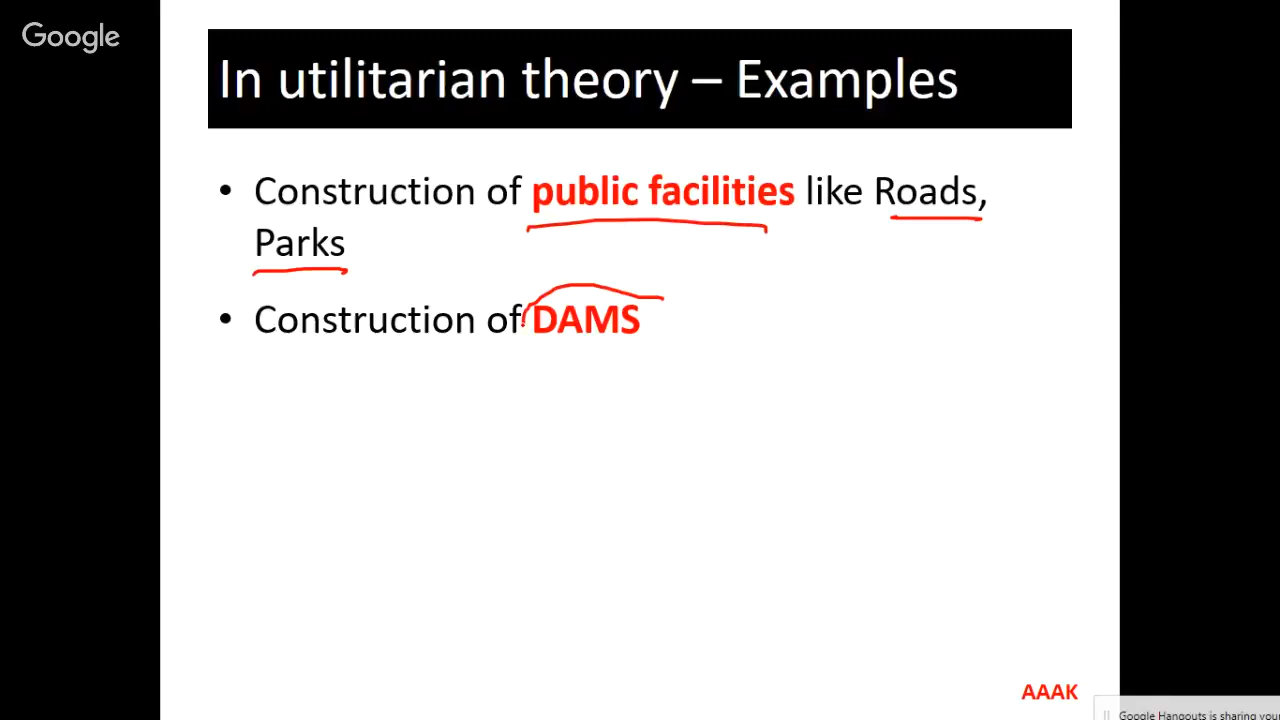 Google
In utilitarian theory – Examples
• Construction of public facilities like Roads,
Parks
• Construction of DAMS
AAAK
Google Hangouts is sharing you